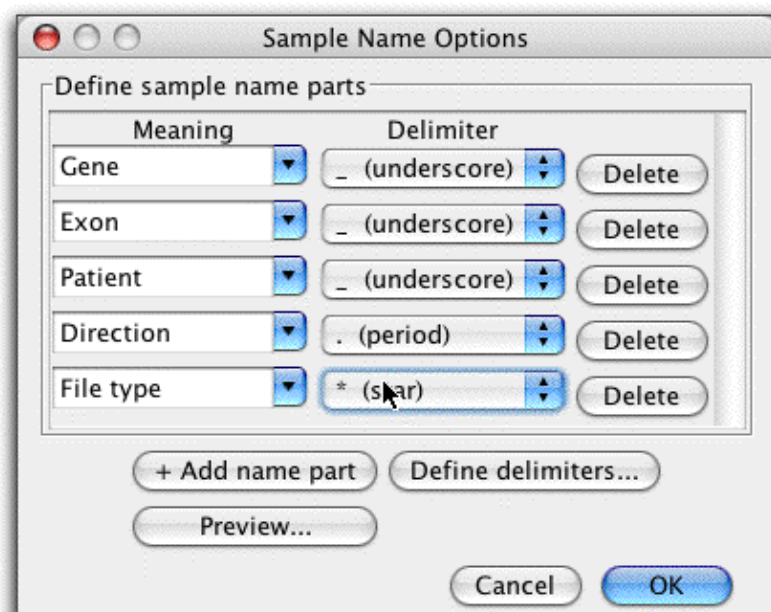 Sample Name Options
Define sample name parts
Meaning Delimiter
Gene _ (underscore) Delete
Exon _ (underscore) Delete
Patient _ (underscore) Delete
Direction . (period) Delete
File type * (star) Delete
+ Add name part Define delimiters...
Preview...
Cancel OK